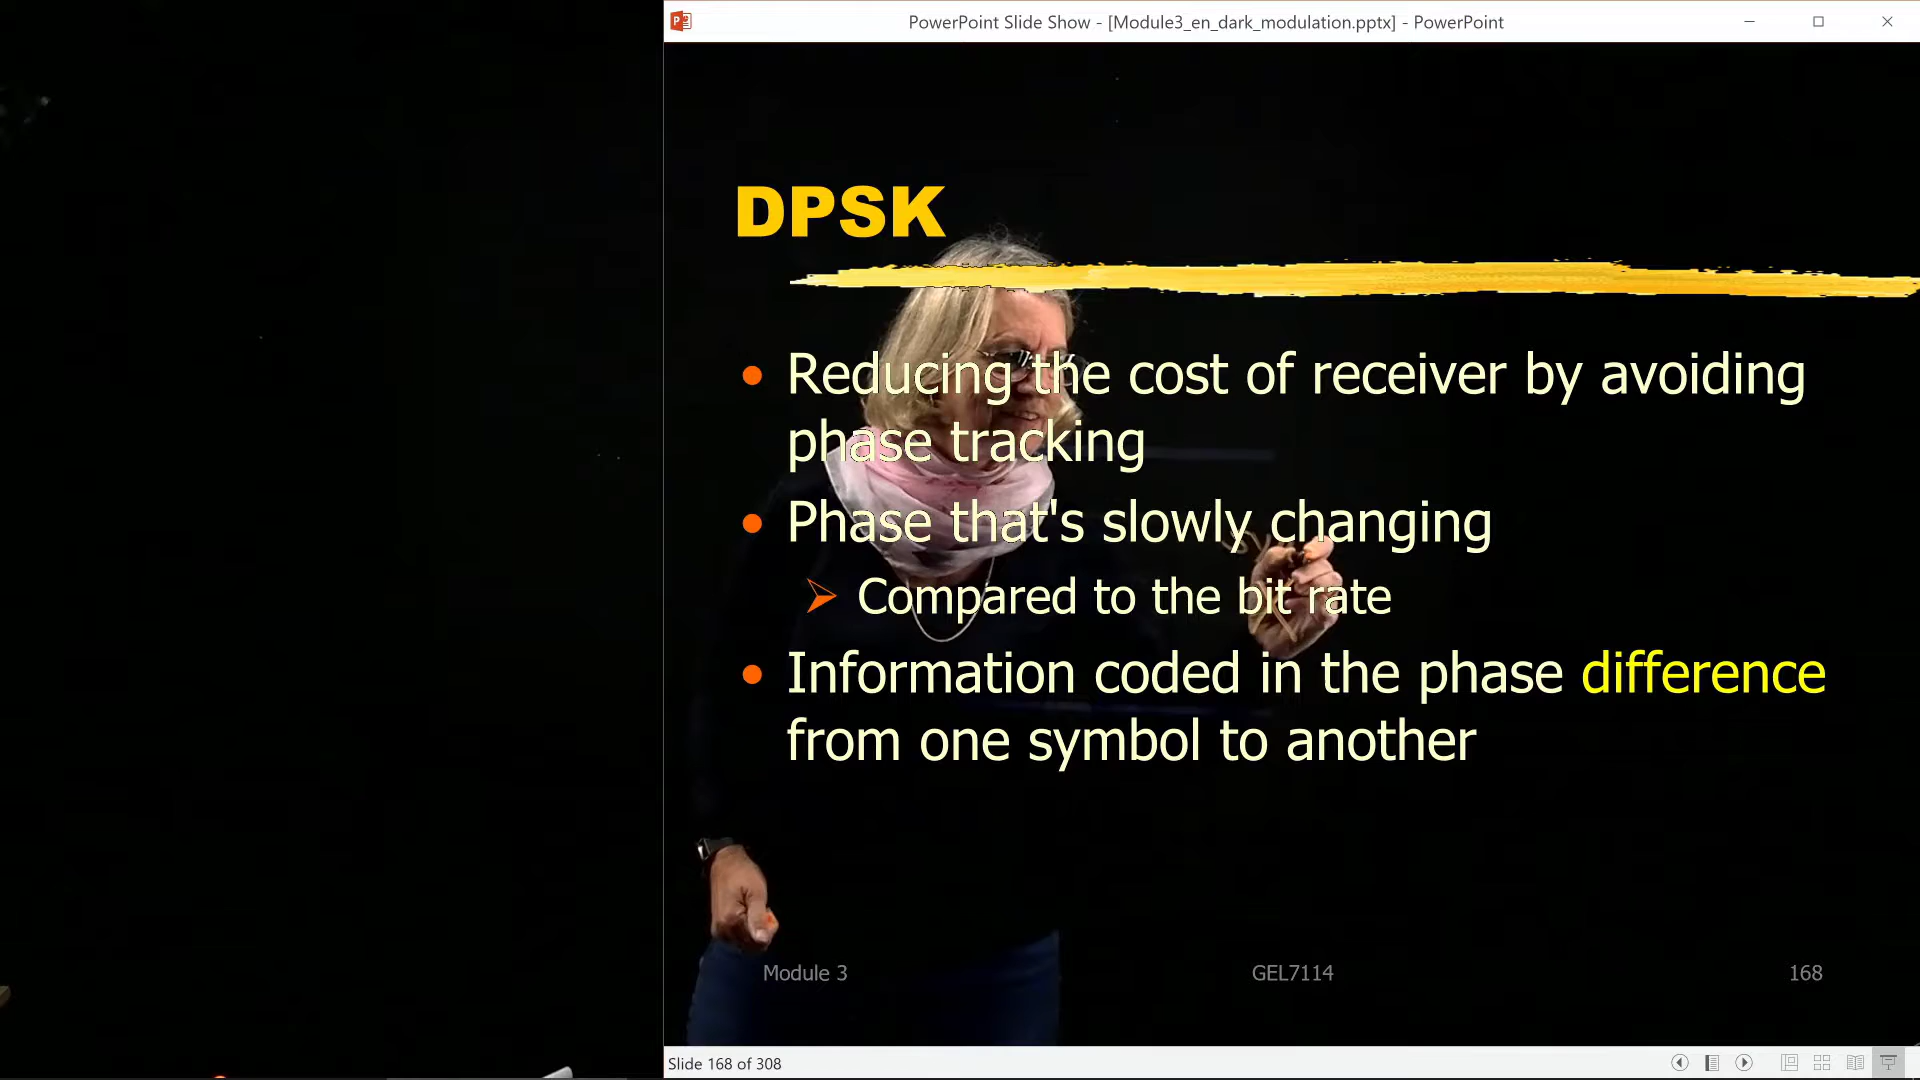 PowerPoint Slide Show - [Module3_en_dark_modulation.pptx] - PowerPoint
DPSK
Reducing the cost of receiver by avoiding
phase tracking
Phase that's slowly changing
Compared to the bit rate
Information coded in the phase difference
from one symbol to another
Module 3
GEL7114
168
Slide 168 of 308